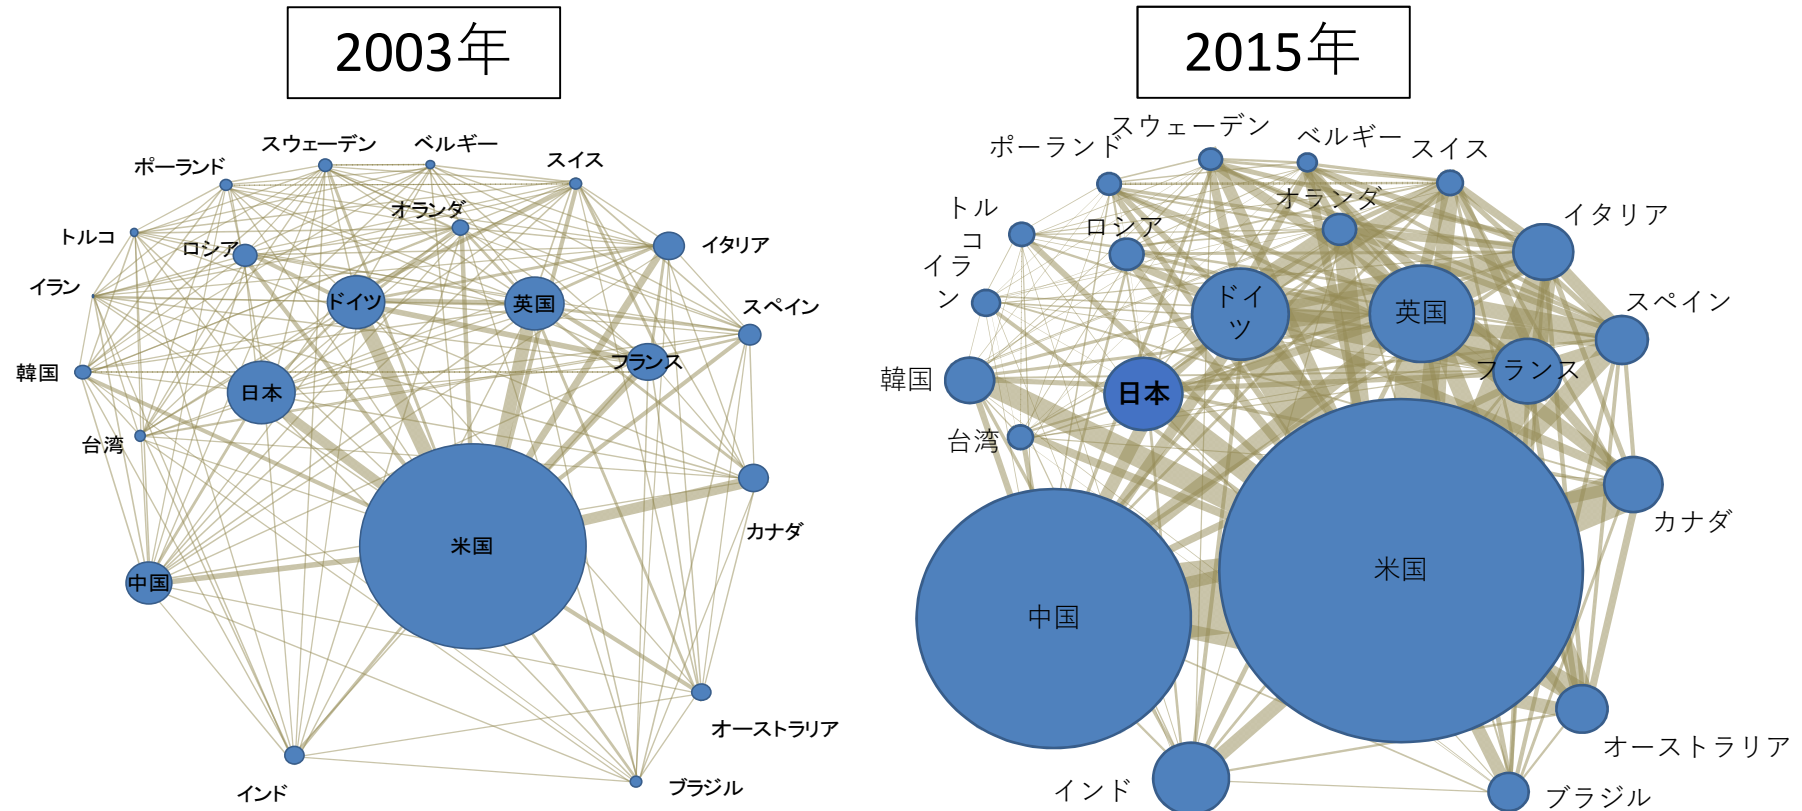 2003年
スウェーデン
ベルギー
ポーランド
スイス
オランダ
トルコ
ロシア
イタリア
イラン
ドイツ
英国
スペイン
韓国
日本
フランス
台湾
米国
カナダ
中国
オーストラリア
インド
ブラジル
2015年
スウェーデン
ベルギー
ポーランド
スイス
オランダ
トル
コ
ロシア
イタリア
イラ
ン
ドイ
ツ
英国
スペイン
韓国
日本
フランス
台湾
カナダ
米国
中国
オーストラリア
インド
ブラジル